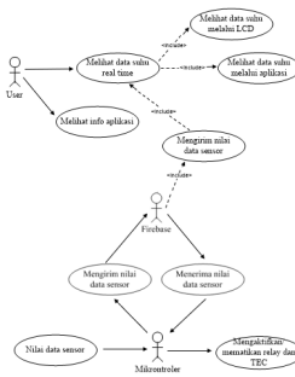 Melihat data suhu
melalui LCD
«include»
Melihat data suhu
real time
«include»
Melihat data suhu
melalui aplikasi
User
«include»
Melihat info aplikasi
Mengirim nilai
data sensor
«include»
Firebase
Mengirim nilai
data sensor
Menerima nilai
data sensor
Nilai data sensor
Mikrontroler
Mengaktifkan/
mematikan relay dan
TEC